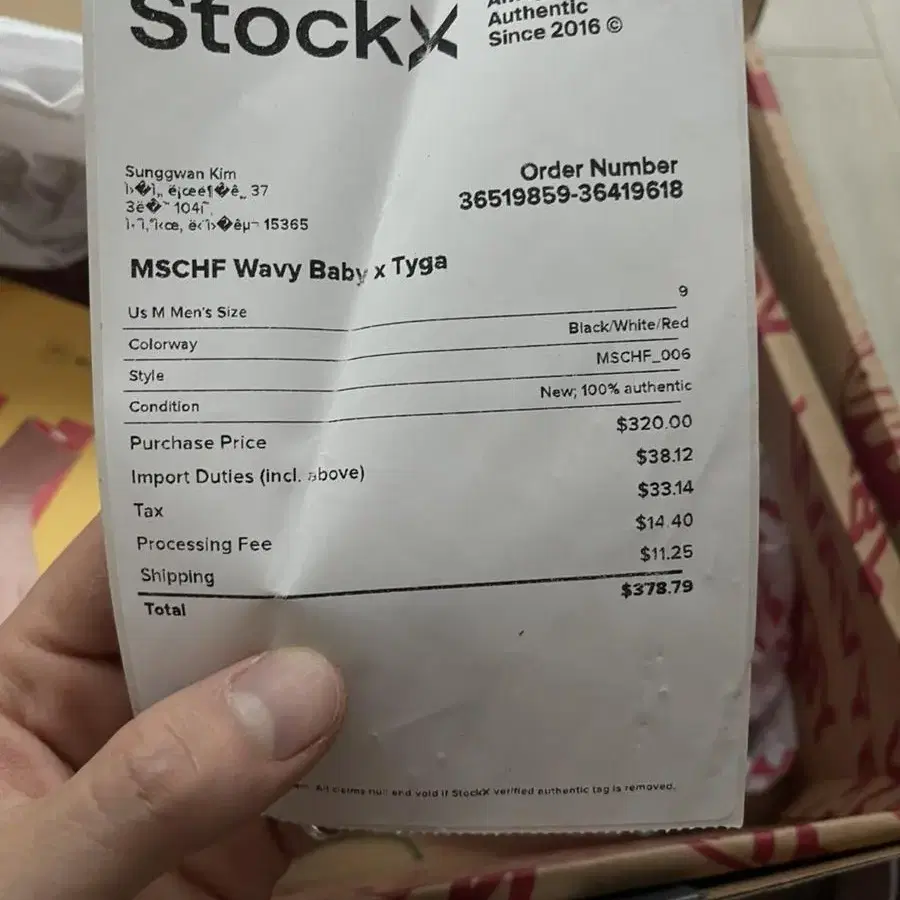 StockX
Authentic
Since 2016 ©
Sunggwan Kim
37
104
15365
Order Number
36519859-36419618
MSCHF Wavy Baby x Tyga
Us M Men's Size 9
Colorway Black/White/Red
Style MSCHF_006
Condition New; 100% authentic
Purchase Price $320.00
Import Duties (incl. above) $38.12
Tax $33.14
Processing Fee $14.40
Shipping $11.25
Total $378.79
All claims null and void if StockX verified authentic tag is removed.